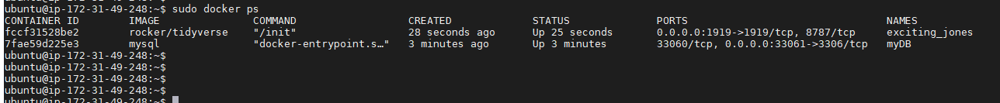 ubuntu@ip-172-31-49-248:~$ sudo docker ps
CONTAINER ID        IMAGE               COMMAND                  CREATED             STATUS              PORTS                                NAMES
fccf31528be2        rocker/tidyverse    "/init"                  28 seconds ago      Up 25 seconds       0.0.0.0:1919->1919/tcp, 8787/tcp     exciting_jones
7fae59d225e3        mysql               "docker-entrypoint.s…"   3 minutes ago       Up 3 minutes        33060/tcp, 0.0.0.0:33061->3306/tcp   myDB
ubuntu@ip-172-31-49-248:~$
ubuntu@ip-172-31-49-248:~$
ubuntu@ip-172-31-49-248:~$
ubuntu@ip-172-31-49-248:~$
ubuntu@ip-172-31-49-248:~$